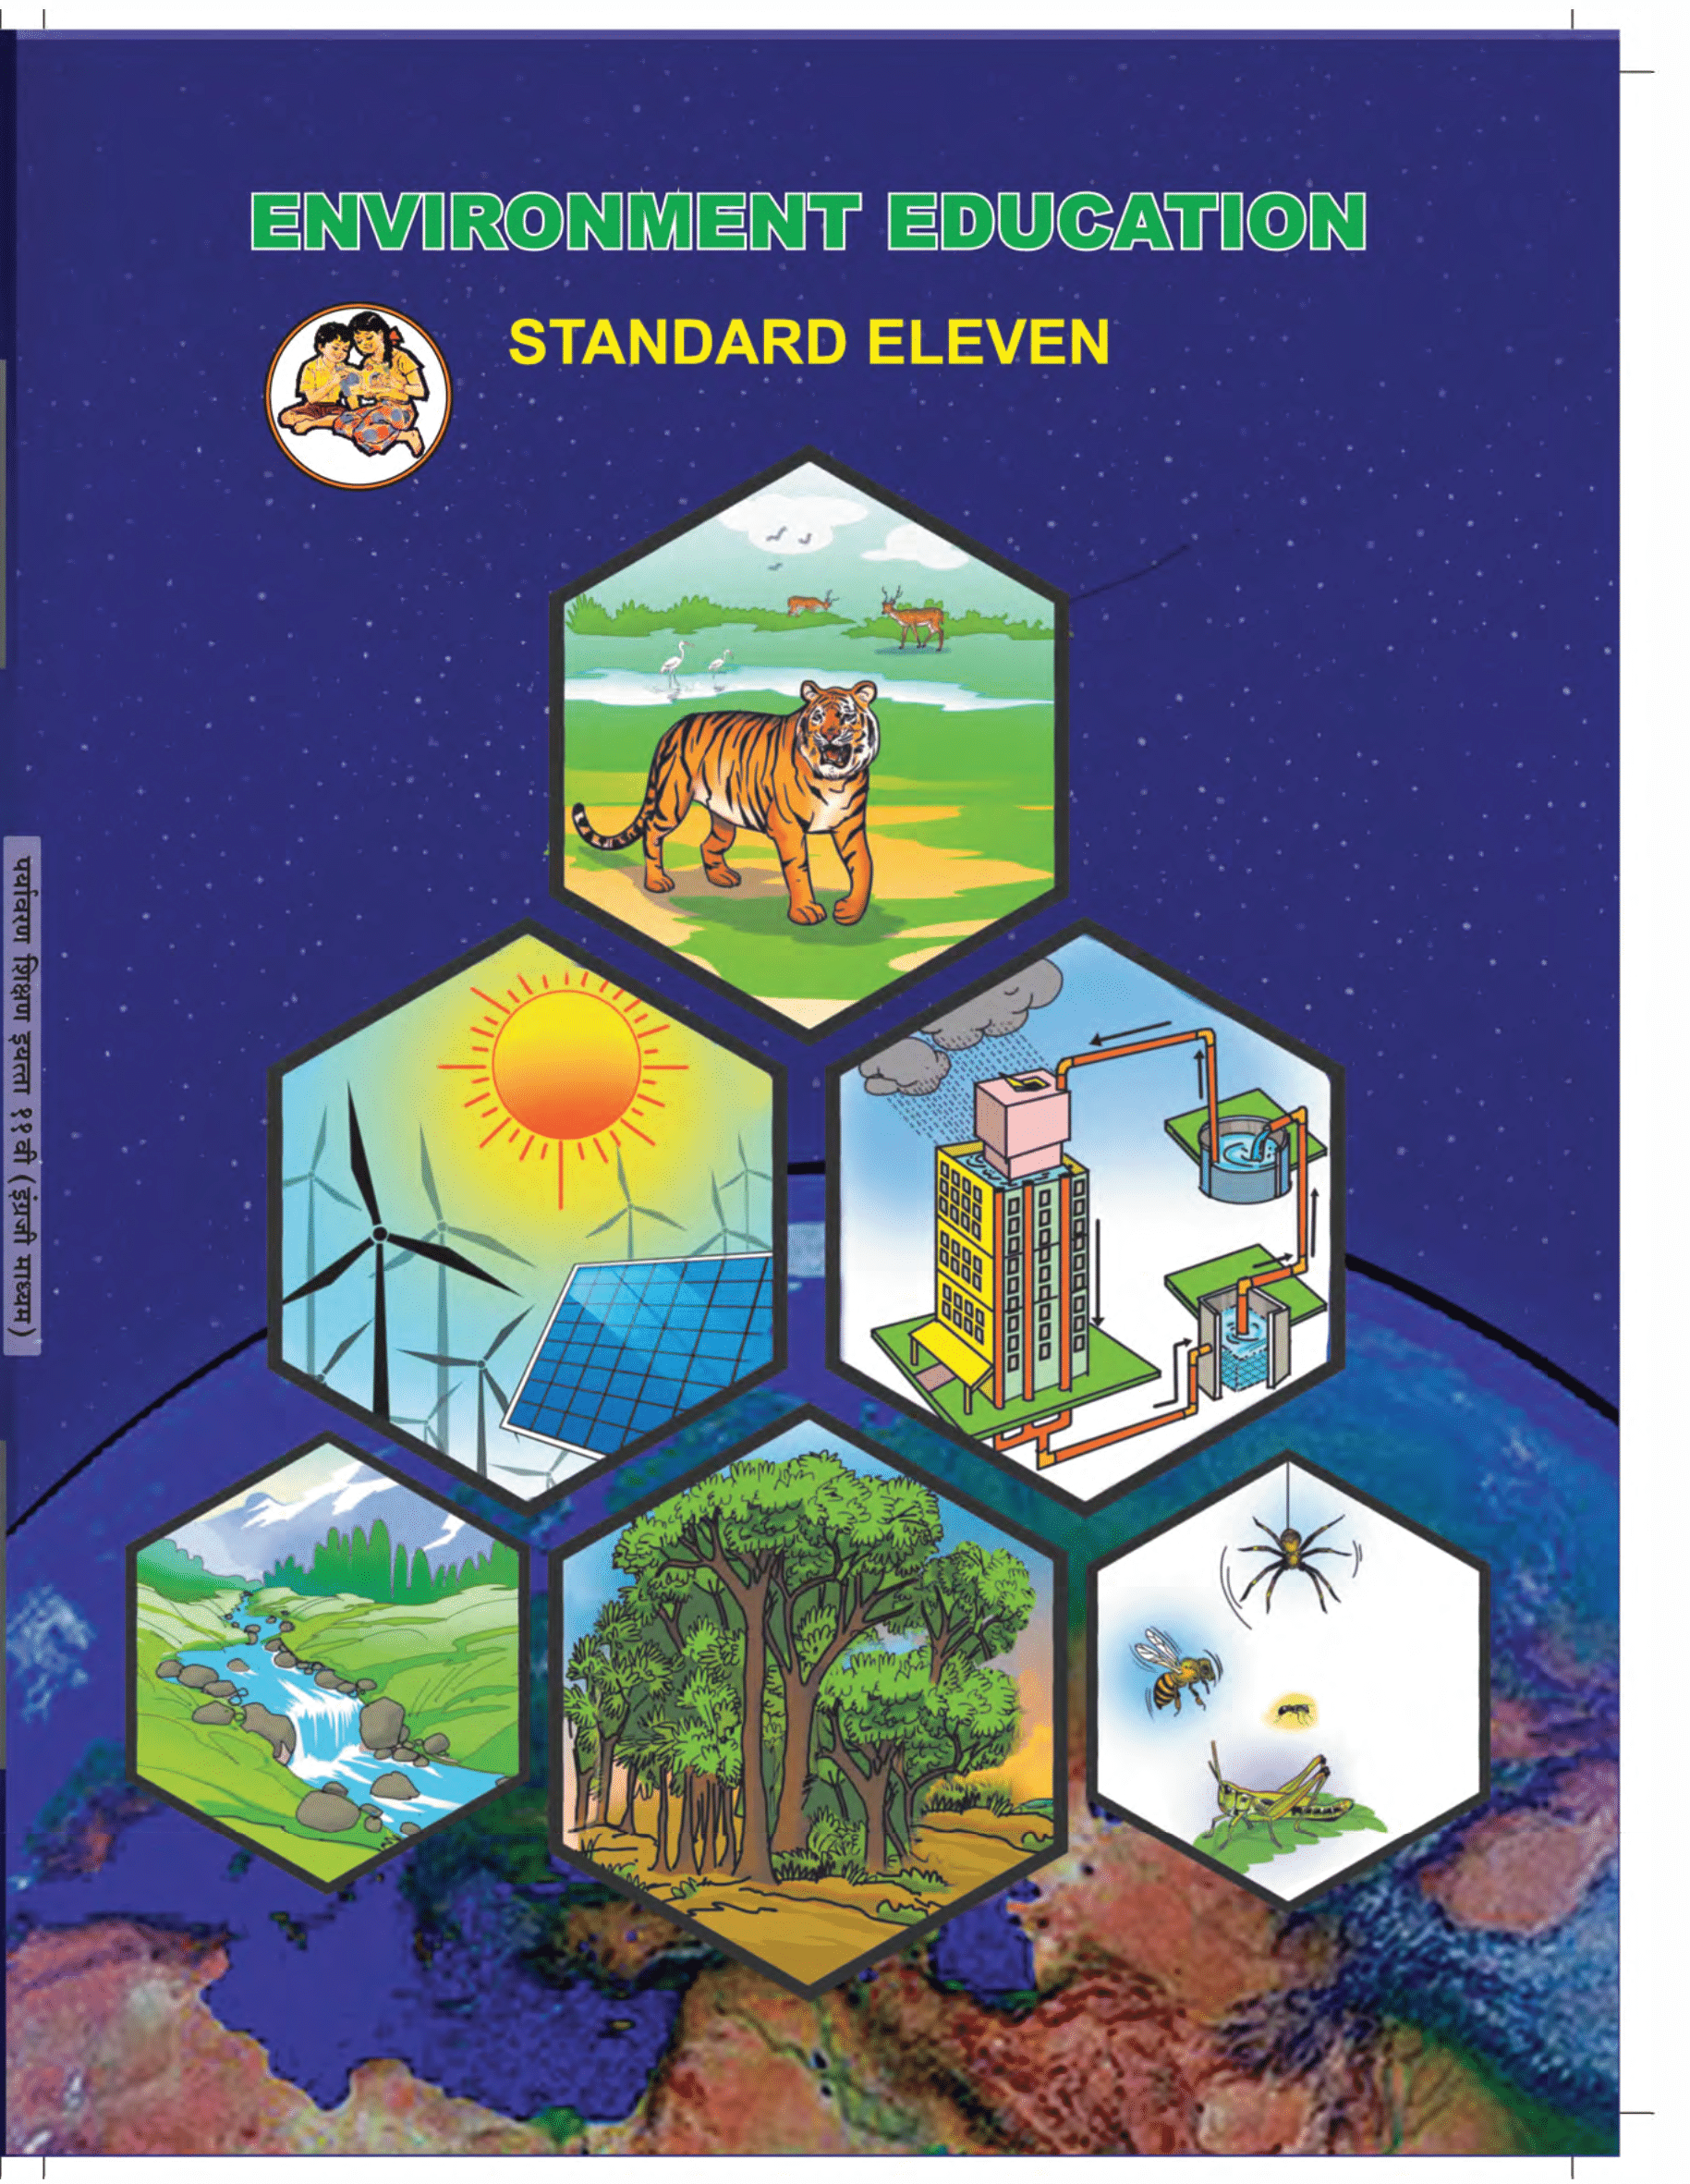 ENVIRONMENT EDUCATION
STANDARD ELEVEN
पर्यावरण शिक्षण इयत्ता ११वी (इंग्रजी माध्यम)